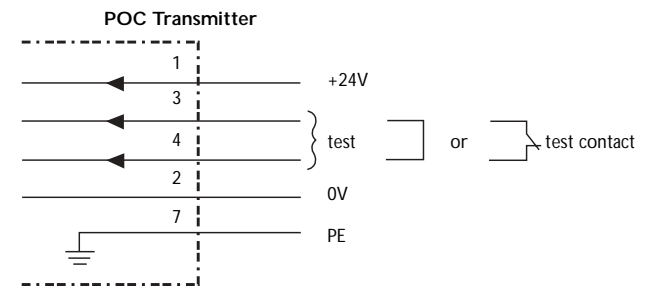 POC Transmitter
1
+24V
3
4
test
or
test contact
2
0V
7
PE